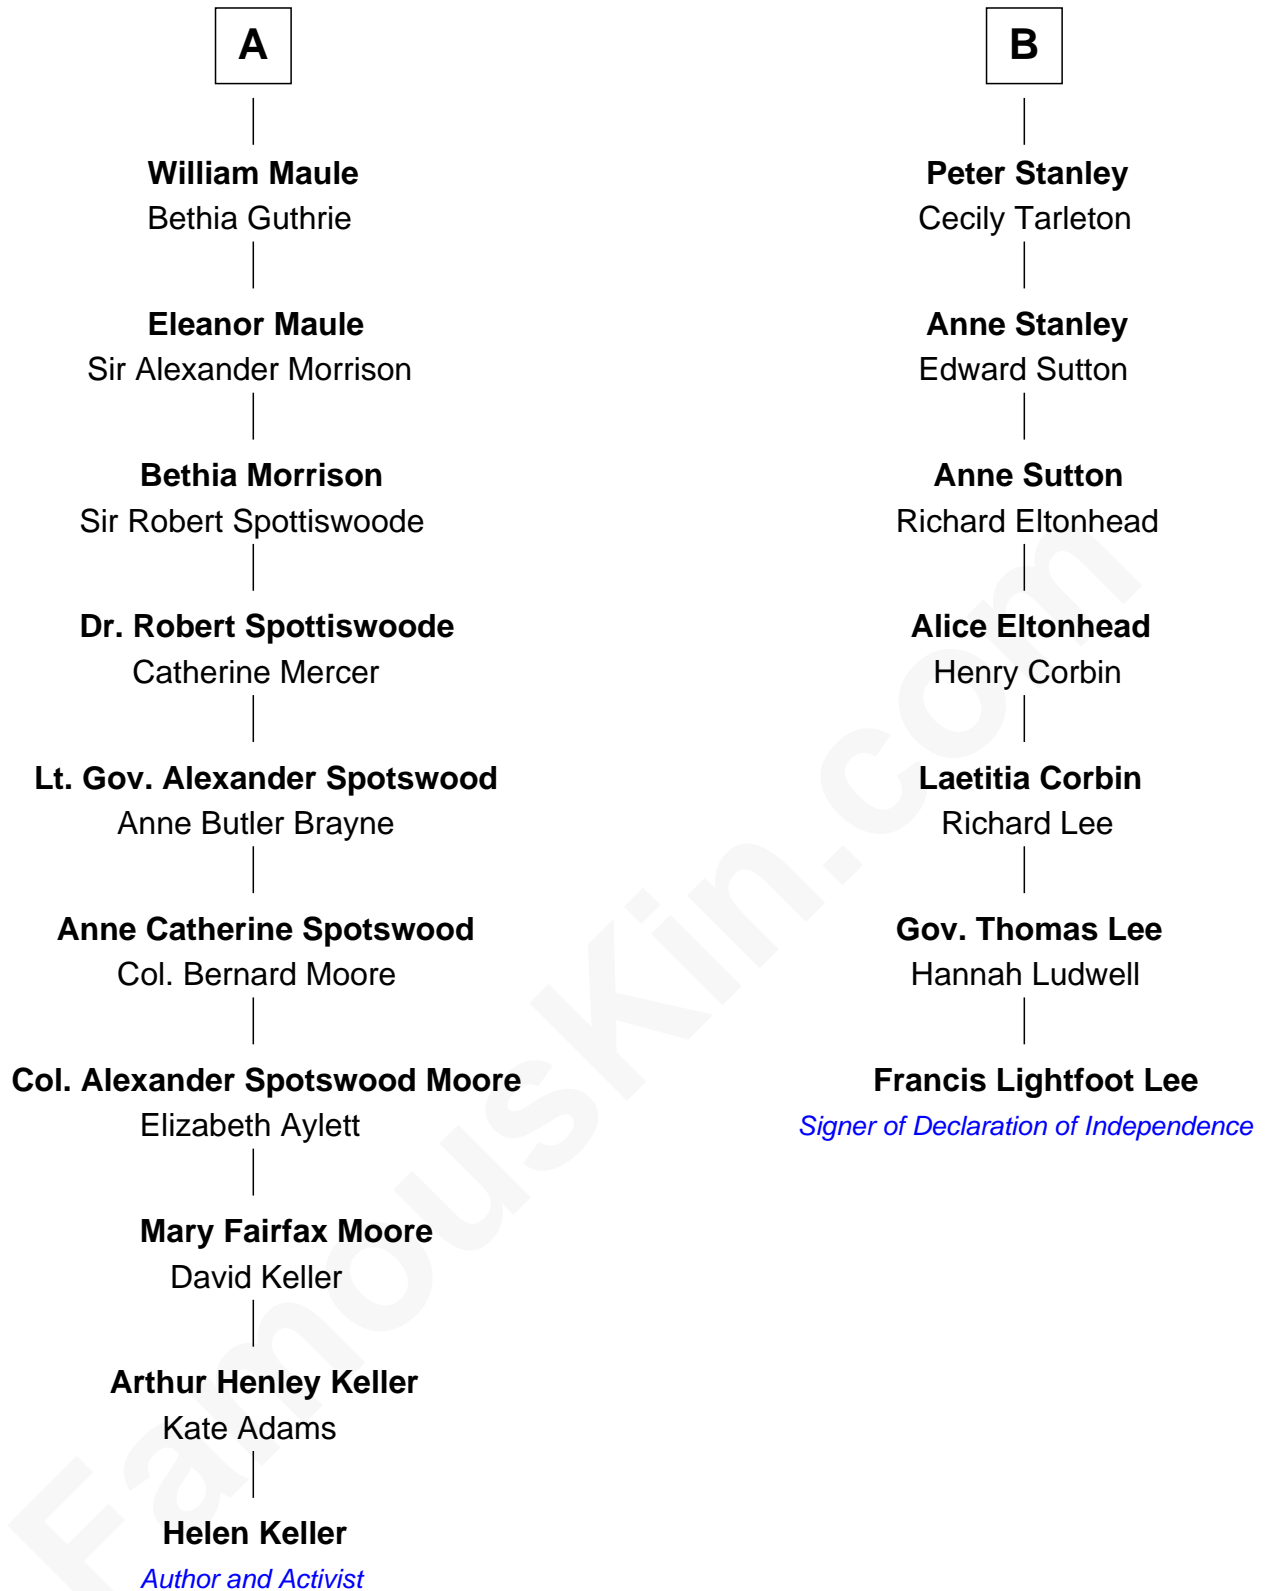 A
William Maule
Bethia Guthrie
Eleanor Maule
Sir Alexander Morrison
Bethia Morrison
Sir Robert Spottiswoode
Dr. Robert Spottiswoode
Catherine Mercer
Lt. Gov. Alexander Spotswood
Anne Butler Brayne
Anne Catherine Spotswood
Col. Bernard Moore
Col. Alexander Spotswood Moore
Elizabeth Aylett
Mary Fairfax Moore
David Keller
Arthur Henley Keller
Kate Adams
Helen Keller
Author and Activist
B
Peter Stanley
Cecily Tarleton
Anne Stanley
Edward Sutton
Anne Sutton
Richard Eltonhead
Alice Eltonhead
Henry Corbin
Laetitia Corbin
Richard Lee
Gov. Thomas Lee
Hannah Ludwell
Francis Lightfoot Lee
Signer of Declaration of Independence
FamousKin.com